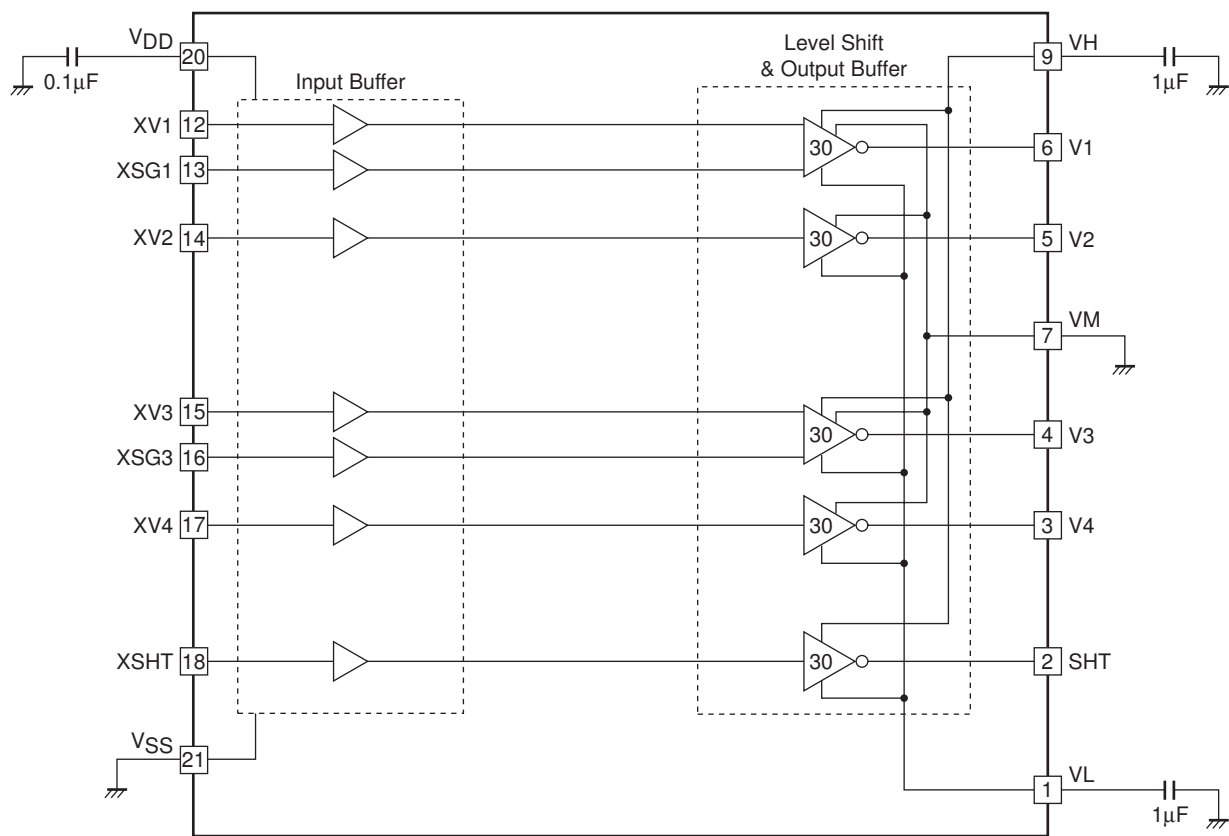 VDD
20
0.1µF
Input Buffer
Level Shift
& Output Buffer
9
VH
1µF
XV1
12
30
6
V1
XSG1
13
XV2
14
30
5
V2
7
VM
XV3
15
30
4
V3
XSG3
16
XV4
17
30
3
V4
XSHT
18
30
2
SHT
VSS
21
1
VL
1µF